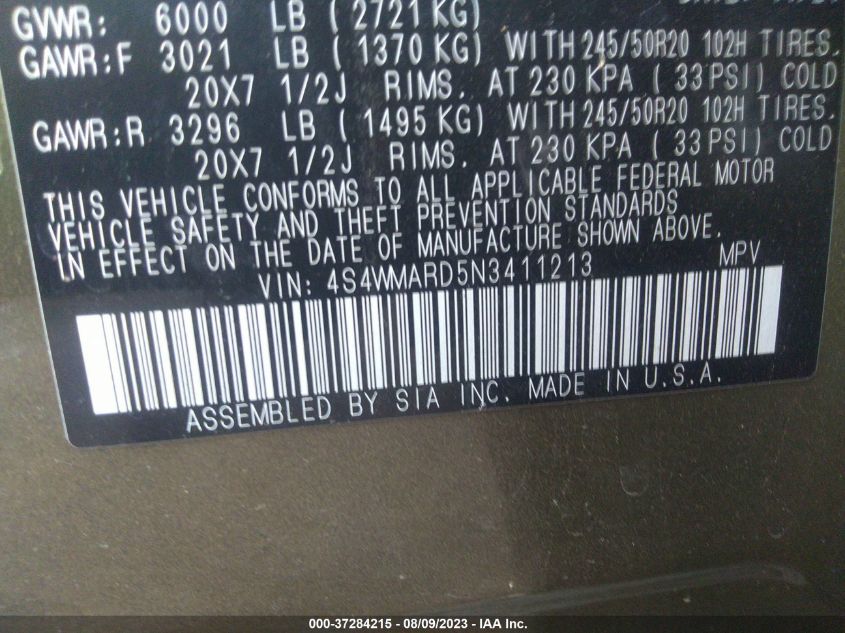 GVWR: 6000 LB ( 2721 KG)
GAWR:F 3021 LB ( 1370 KG) WITH 245/50R20 102H TIRES.
20X7 1/2J RIMS. AT 230 KPA ( 33 PSI) COLD
GAWR:R 3296 LB ( 1495 KG) WITH 245/50R20 102H TIRES.
20X7 1/2J RIMS. AT 230 KPA ( 33 PSI) COLD
THIS VEHICLE CONFORMS TO ALL APPLICABLE FEDERAL MOTOR
VEHICLE SAFETY AND THEFT PREVENTION STANDARDS
IN EFFECT ON THE DATE OF MANUFACTURE SHOWN ABOVE.
VIN: 4S4WMARD5N3411213 MPV
ASSEMBLED BY SIA INC. MADE IN U.S.A.
000-37284215 - 08/09/2023 - IAA Inc.